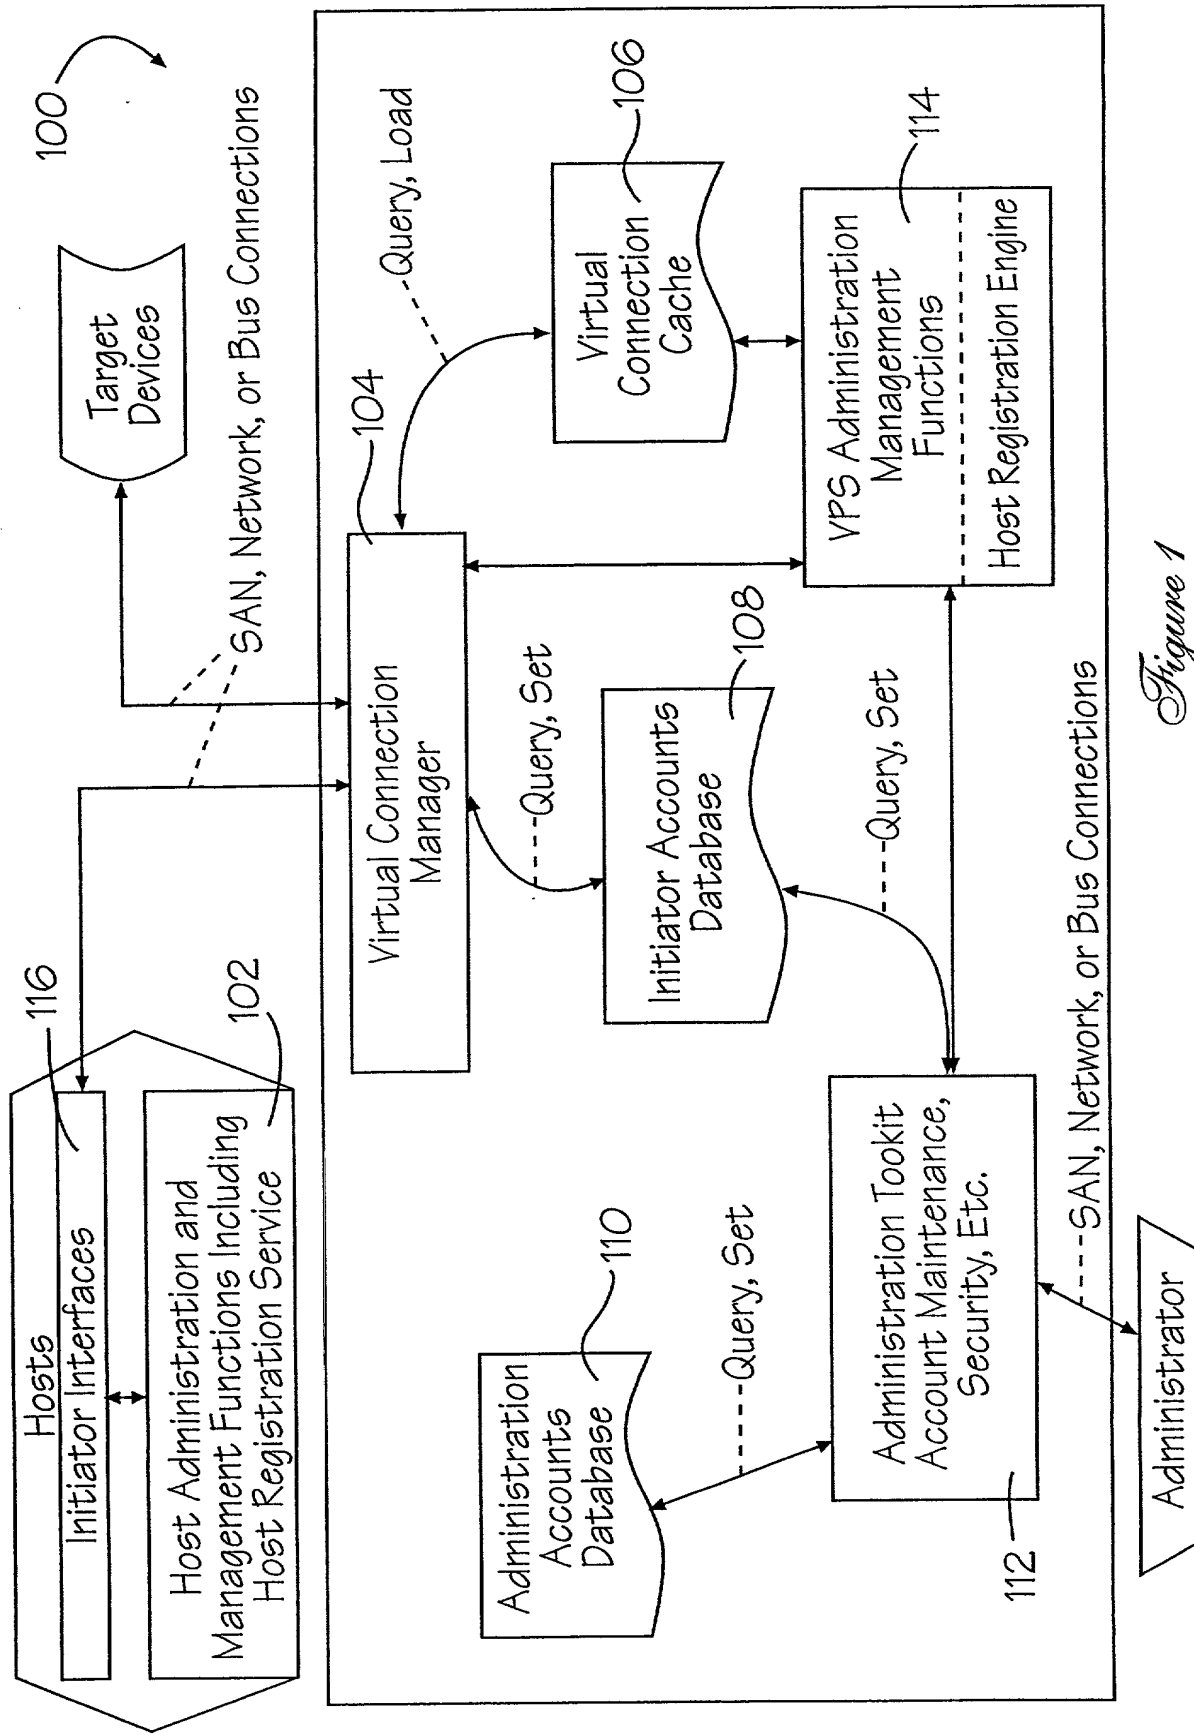 100
Hosts
116
Initiator Interfaces
Host Administration and
Management Functions Including
Host Registration Service
102
Target
Devices
SAN, Network, or Bus Connections
Virtual Connection
Manager
104
Query, Load
Query, Set
Administration
Accounts
Database
110
Initiator Accounts
Database
108
Virtual
Connection
Cache
106
Query, Set
Query, Set
Administration Tookit
Account Maintenance,
Security, Etc.
112
VPS Administration
Management
Functions
114
Host Registration Engine
SAN, Network, or Bus Connections
Administrator
Figure 1